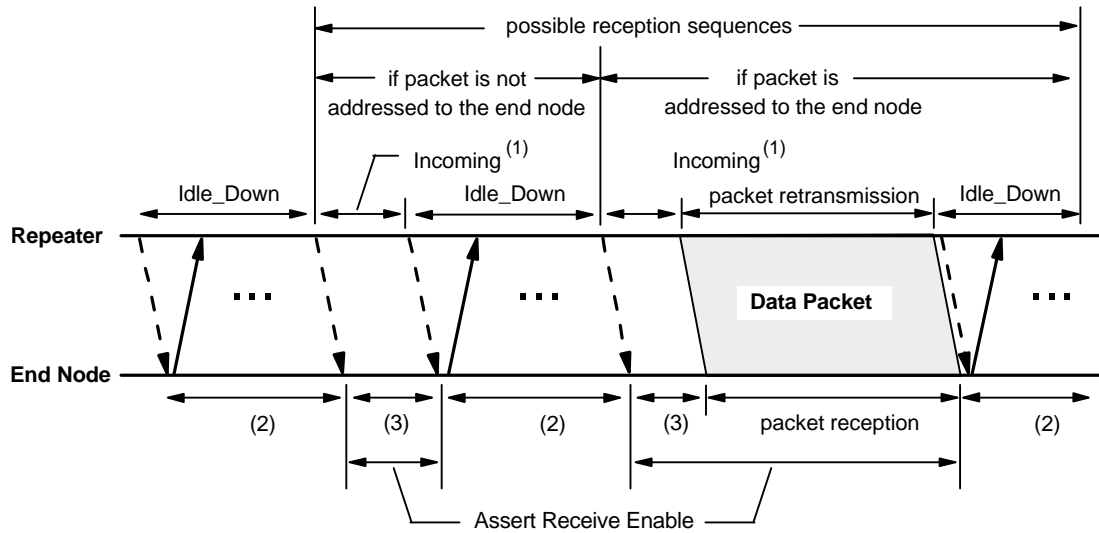 possible reception sequences
if packet is not
addressed to the end node
if packet is
addressed to the end node
Incoming (1)
Incoming (1)
Idle_Down
Idle_Down
packet retransmission
Idle_Down
Repeater
...
...
Data Packet
...
End Node
(2)
(3)
(2)
(3)
packet reception
(2)
Assert Receive Enable